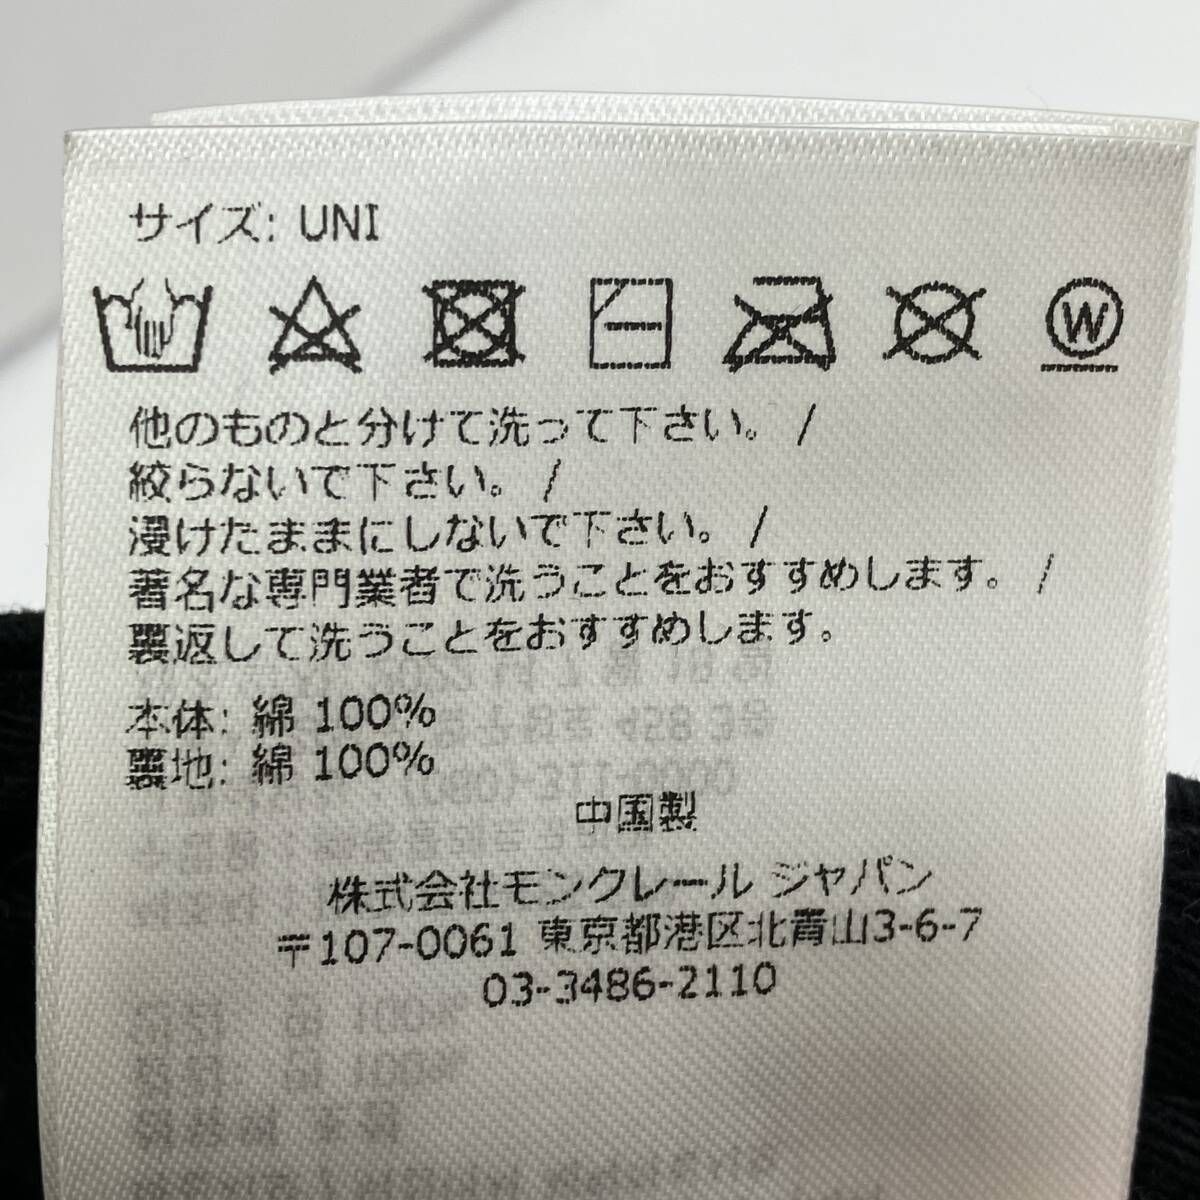 サイズ: UNI
W
他のものと分けて洗って下さい。/
絞らないで下さい。/
浸けたままにしないで下さい。/
著名な専門業者で洗うことをおすすめします。/
裏返して洗うことをおすすめします。
本体: 綿 100%
裏地: 綿 100%
中国製
株式会社モンクレール ジャパン
〒107-0061 東京都港区北青山3-6-7
03-3486-2110